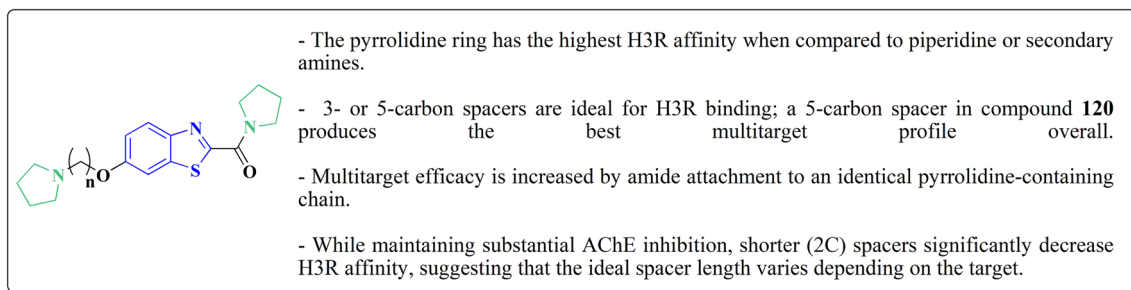 - The pyrrolidine ring has the highest H3R affinity when compared to piperidine or secondary
amines.
- 3- or 5-carbon spacers are ideal for H3R binding; a 5-carbon spacer in compound 120
produces the best multitarget profile overall.
- Multitarget efficacy is increased by amide attachment to an identical pyrrolidine-containing
chain.
- While maintaining substantial AChE inhibition, shorter (2C) spacers significantly decrease
H3R affinity, suggesting that the ideal spacer length varies depending on the target.
N
( )
n
O
N
S
N
O